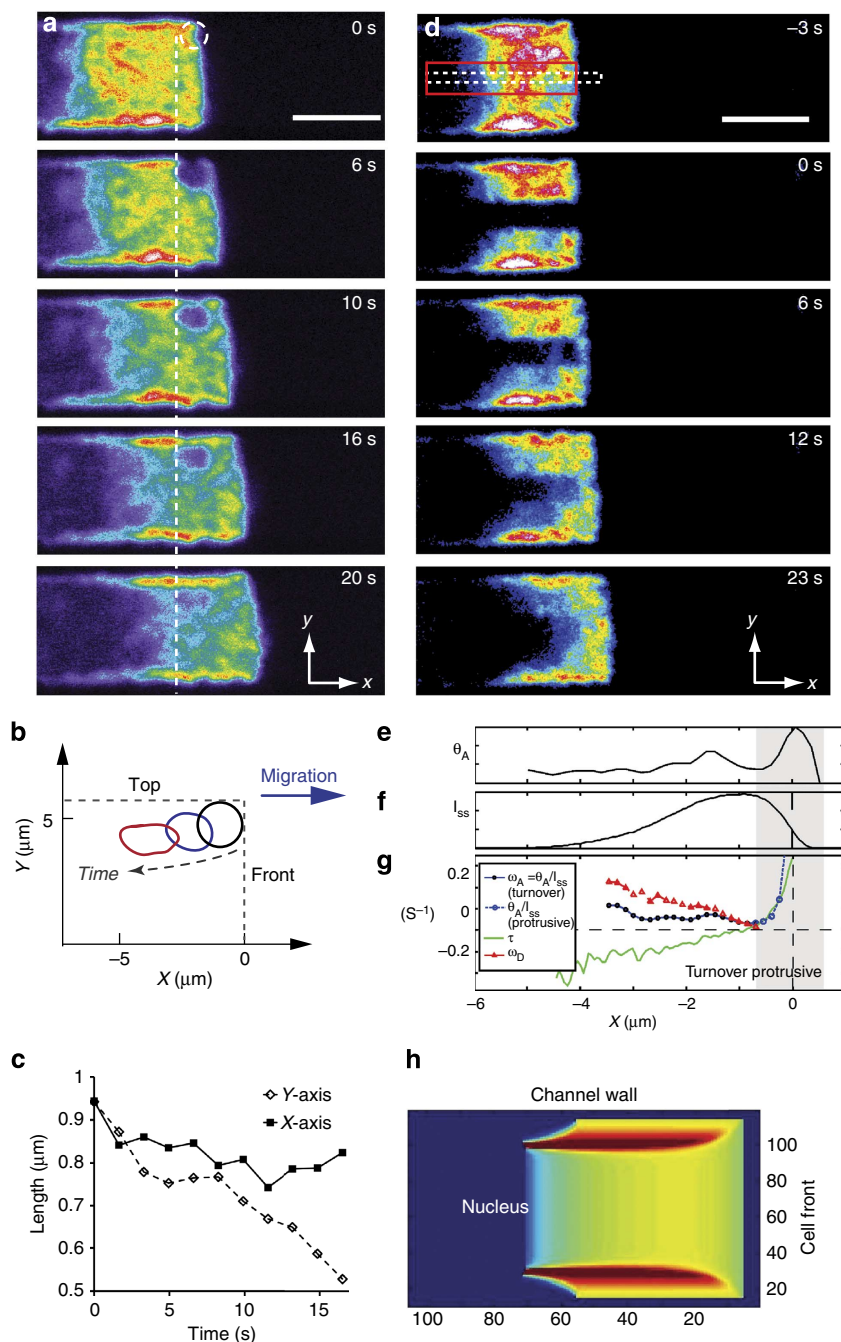 a
0 s
6 s
10 s
16 s
20 s
y
x
d
–3 s
0 s
6 s
12 s
23 s
y
x
b
Top
Migration
Y (μm)
5
Time
Front
–5
0
X (μm)
c
Y-axis
X-axis
Length (μm)
1
0.9
0.8
0.7
0.6
0.5
0
5
10
15
Time (s)
e
θA
f
Iss
g
(S–1)
0.2
0
–0.2
ωA =θA/Iss
(turnover)
θA/Iss
(protrusive)
τ
ωD
Turnover protrusive
–6
–4
–2
0
X (μm)
h
Channel wall
Nucleus
Cell front
100
80
60
40
20
100
80
60
40
20